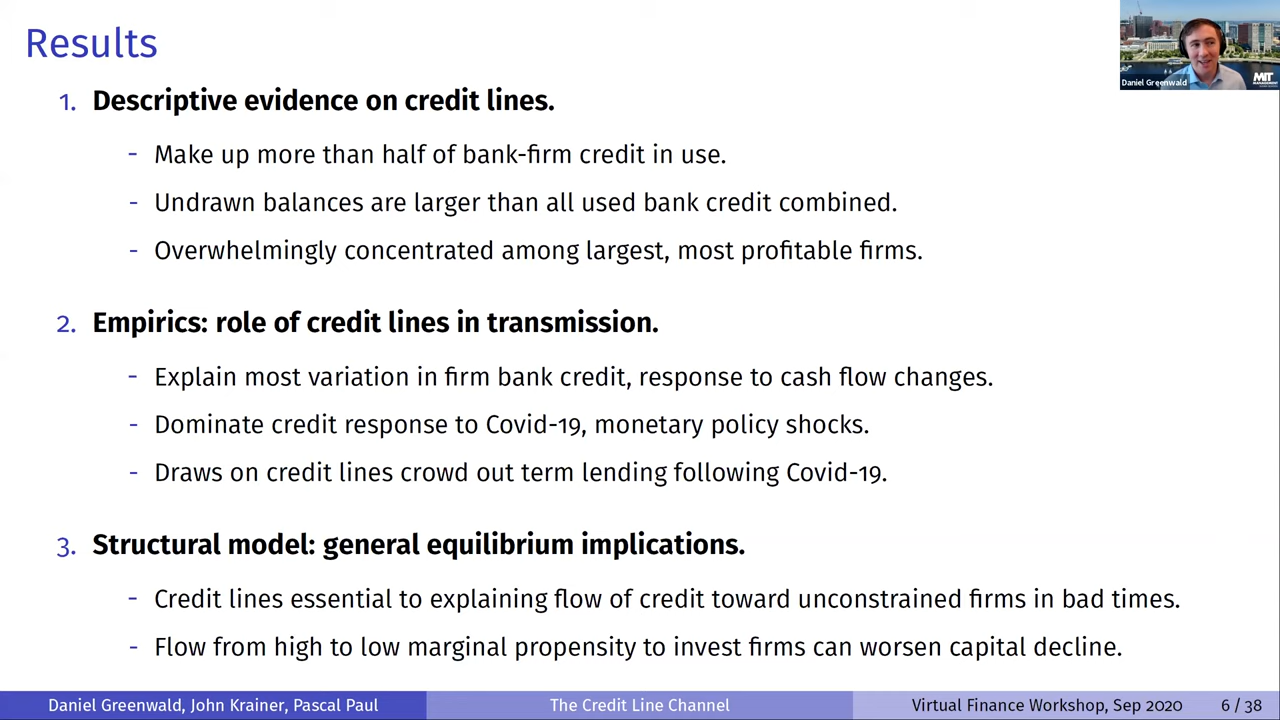 Results
1. Descriptive evidence on credit lines.
- Make up more than half of bank-firm credit in use.
- Undrawn balances are larger than all used bank credit combined.
- Overwhelmingly concentrated among largest, most profitable firms.
2. Empirics: role of credit lines in transmission.
- Explain most variation in firm bank credit, response to cash flow changes.
- Dominate credit response to Covid-19, monetary policy shocks.
- Draws on credit lines crowd out term lending following Covid-19.
3. Structural model: general equilibrium implications.
- Credit lines essential to explaining flow of credit toward unconstrained firms in bad times.
- Flow from high to low marginal propensity to invest firms can worsen capital decline.
Daniel Greenwald, John Krainer, Pascal Paul
The Credit Line Channel
Virtual Finance Workshop, Sep 2020
6 / 38
Daniel Greenwald
MIT
MANAGEMENT